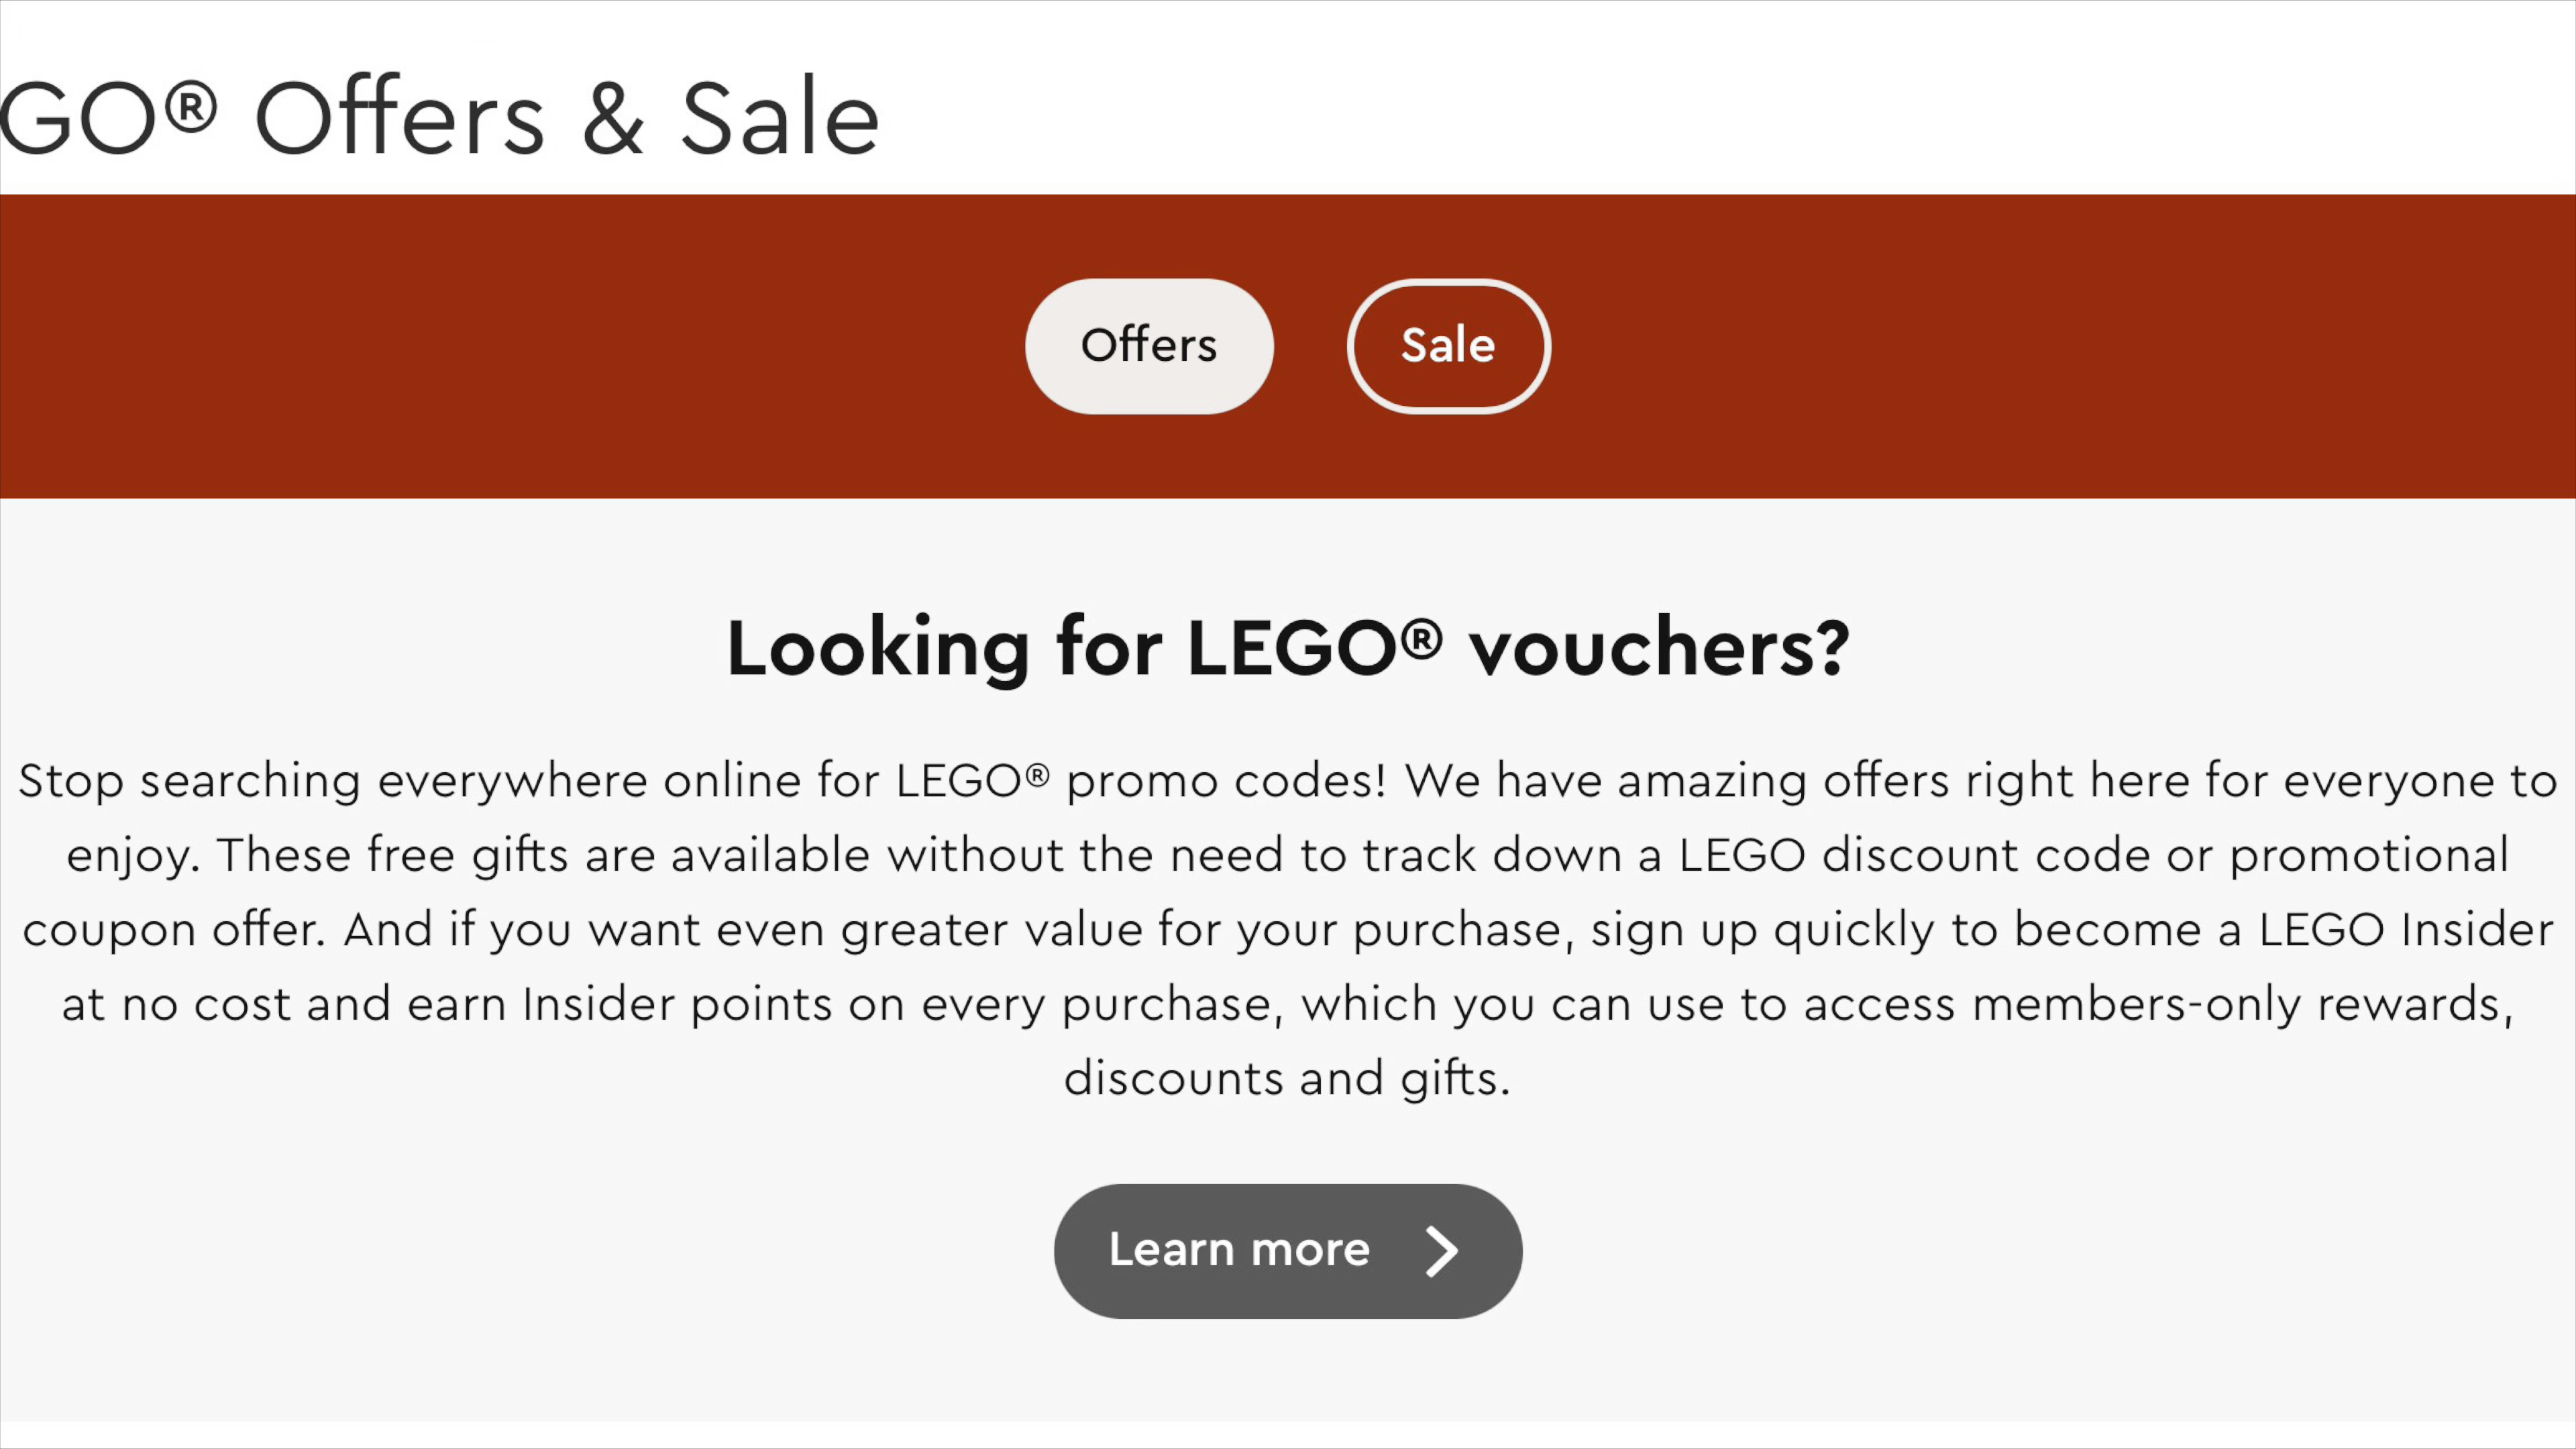 GO® Offers & Sale
Offers
Sale
Looking for LEGO® vouchers?
Stop searching everywhere online for LEGO® promo codes! We have amazing offers right here for everyone to
enjoy. These free gifts are available without the need to track down a LEGO discount code or promotional
coupon offer. And if you want even greater value for your purchase, sign up quickly to become a LEGO Insider
at no cost and earn Insider points on every purchase, which you can use to access members-only rewards,
discounts and gifts.
Learn more